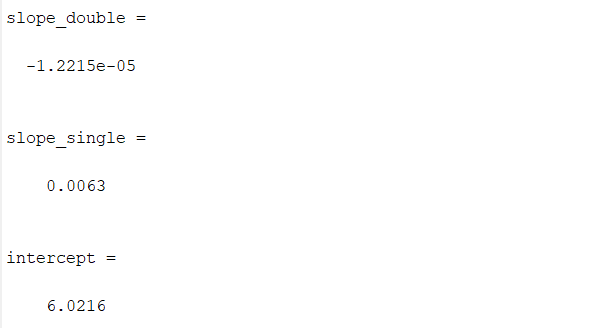 slope_double =
-1.2215e-05
slope_single =
0.0063
intercept =
6.0216